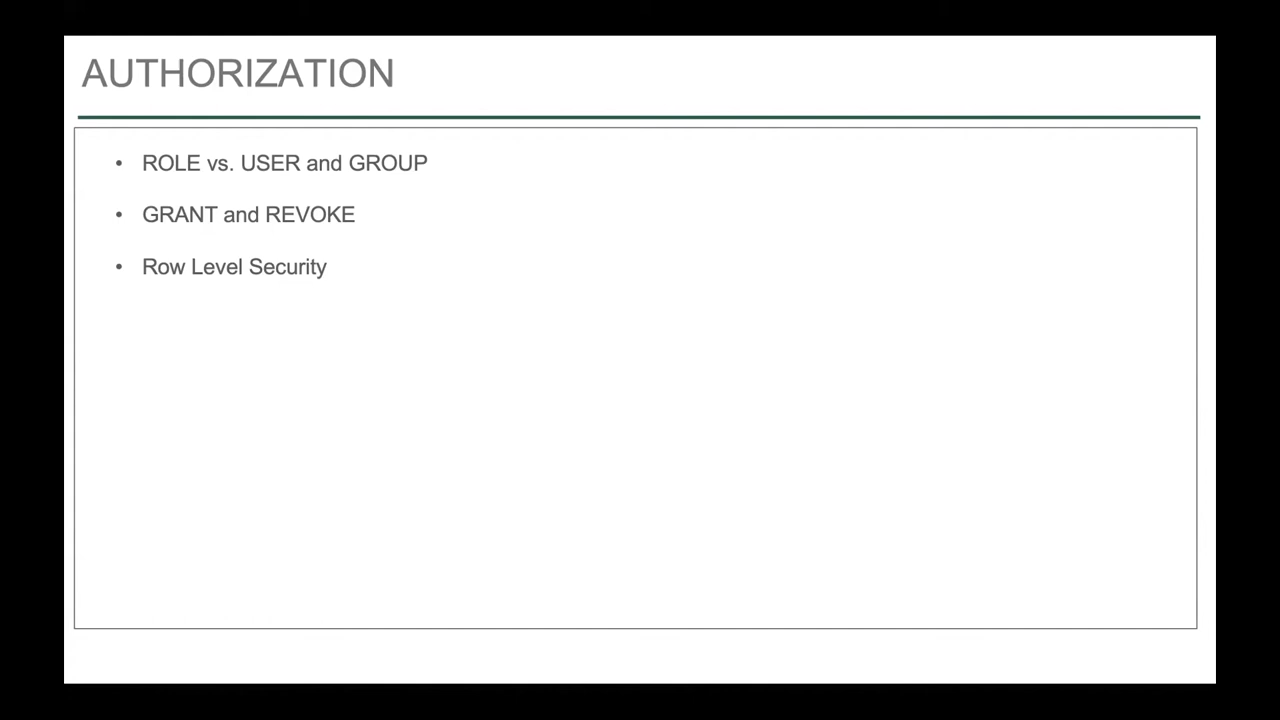 AUTHORIZATION
• ROLE vs. USER and GROUP
• GRANT and REVOKE
• Row Level Security